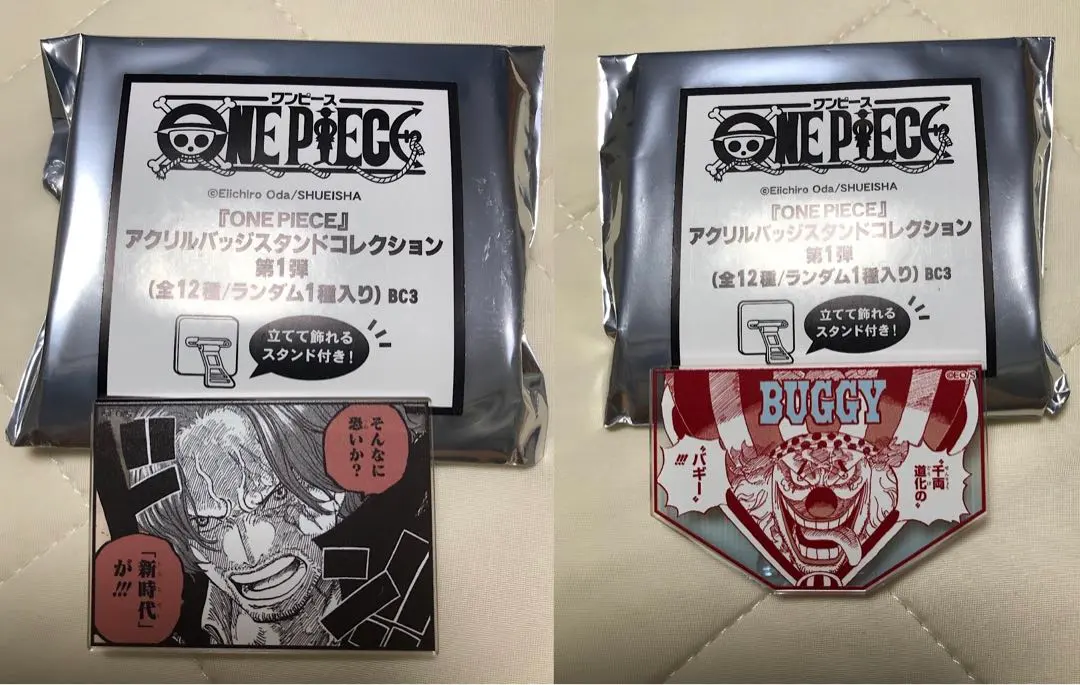 ワンピース
ONE PIECE
©Eiichiro Oda/SHUEISHA
『ONE PIECE』
アクリルバッジスタンドコレクション
第1弾
(全12種/ランダム1種入り) BC3
立てて飾れる
スタンド付き!
そんなに
恐いか?
「新時代」
が!!!
ワンピース
ONE PIECE
©Eiichiro Oda/SHUEISHA
『ONE PIECE』
アクリルバッジスタンドコレクション
第1弾
(全12種/ランダム1種入り) BC3
立てて飾れる
スタンド付き!
©EO/S
BUGGY
千両
道化の
バギー
!!!